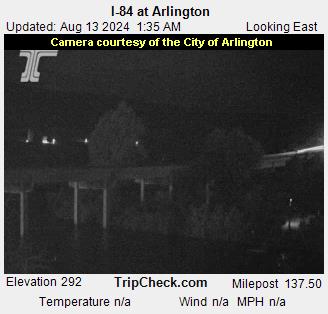 I-84 at Arlington
Updated: Aug 13 2024 1:35 AM Looking East
Camera courtesy of the City of Arlington
Elevation 292 TripCheck.com Milepost 137.50
Temperature n/a Wind n/a MPH n/a